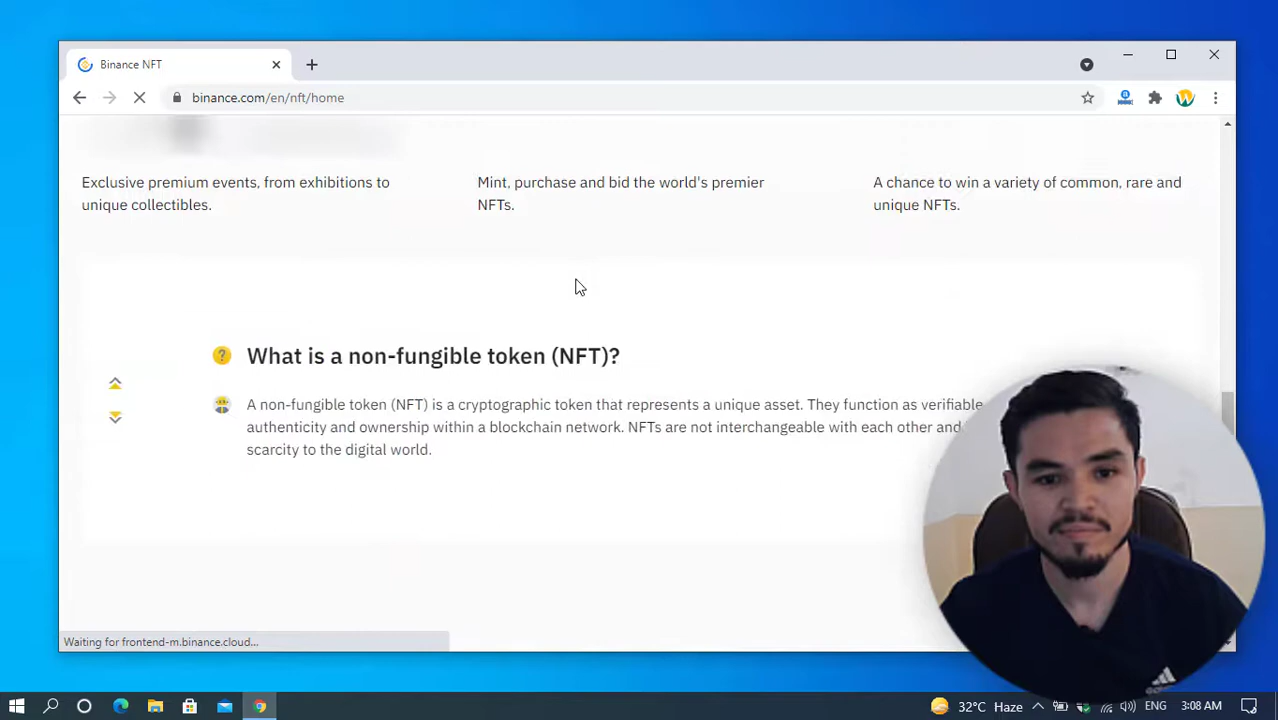 Binance NFT
binance.com/en/nft/home
Exclusive premium events, from exhibitions to
unique collectibles.
Mint, purchase and bid the world's premier
NFTs.
A chance to win a variety of common, rare and
unique NFTs.
What is a non-fungible token (NFT)?
A non-fungible token (NFT) is a cryptographic token that represents a unique asset. They function as verifiable
authenticity and ownership within a blockchain network. NFTs are not interchangeable with each other and
scarcity to the digital world.
Waiting for frontend-m.binance.cloud...
32°C Haze
ENG
3:08 AM